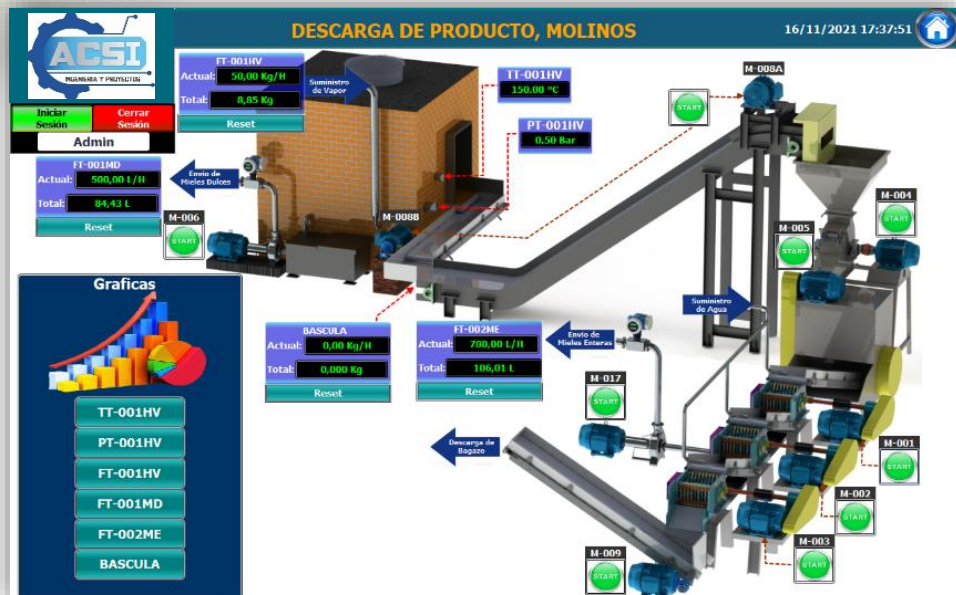 ACSI
INGENIERIA Y PROYECTOS
DESCARGA DE PRODUCTO, MOLINOS
16/11/2021 17:37:51
Iniciar
Sesión
Cerrar
Sesión
Admin
FT-001HV
Actual: 50,00 Kg/H
Total: 8,85 Kg
Reset
Suministro
de Vapor
TT-001HV
150,00 °C
PT-001HV
0,50 Bar
M-008A
START
FT-001MD
Actual: 500,00 L/H
Total: 84,43 L
Reset
Envio de
Mieles Dulces
M-006
START
M-008B
M-004
START
M-005
START
Graficas
TT-001HV
PT-001HV
FT-001HV
FT-001MD
FT-002ME
BASCULA
BASCULA
Actual: 0,00 Kg/H
Total: 0,000 Kg
Reset
FT-002ME
Actual: 700,00 L/H
Total: 106,01 L
Reset
Envio de
Mieles Enteras
Suministro
de Agua
M-017
START
Descarga de
Bagazo
M-001
START
M-002
START
M-003
START
M-009
START